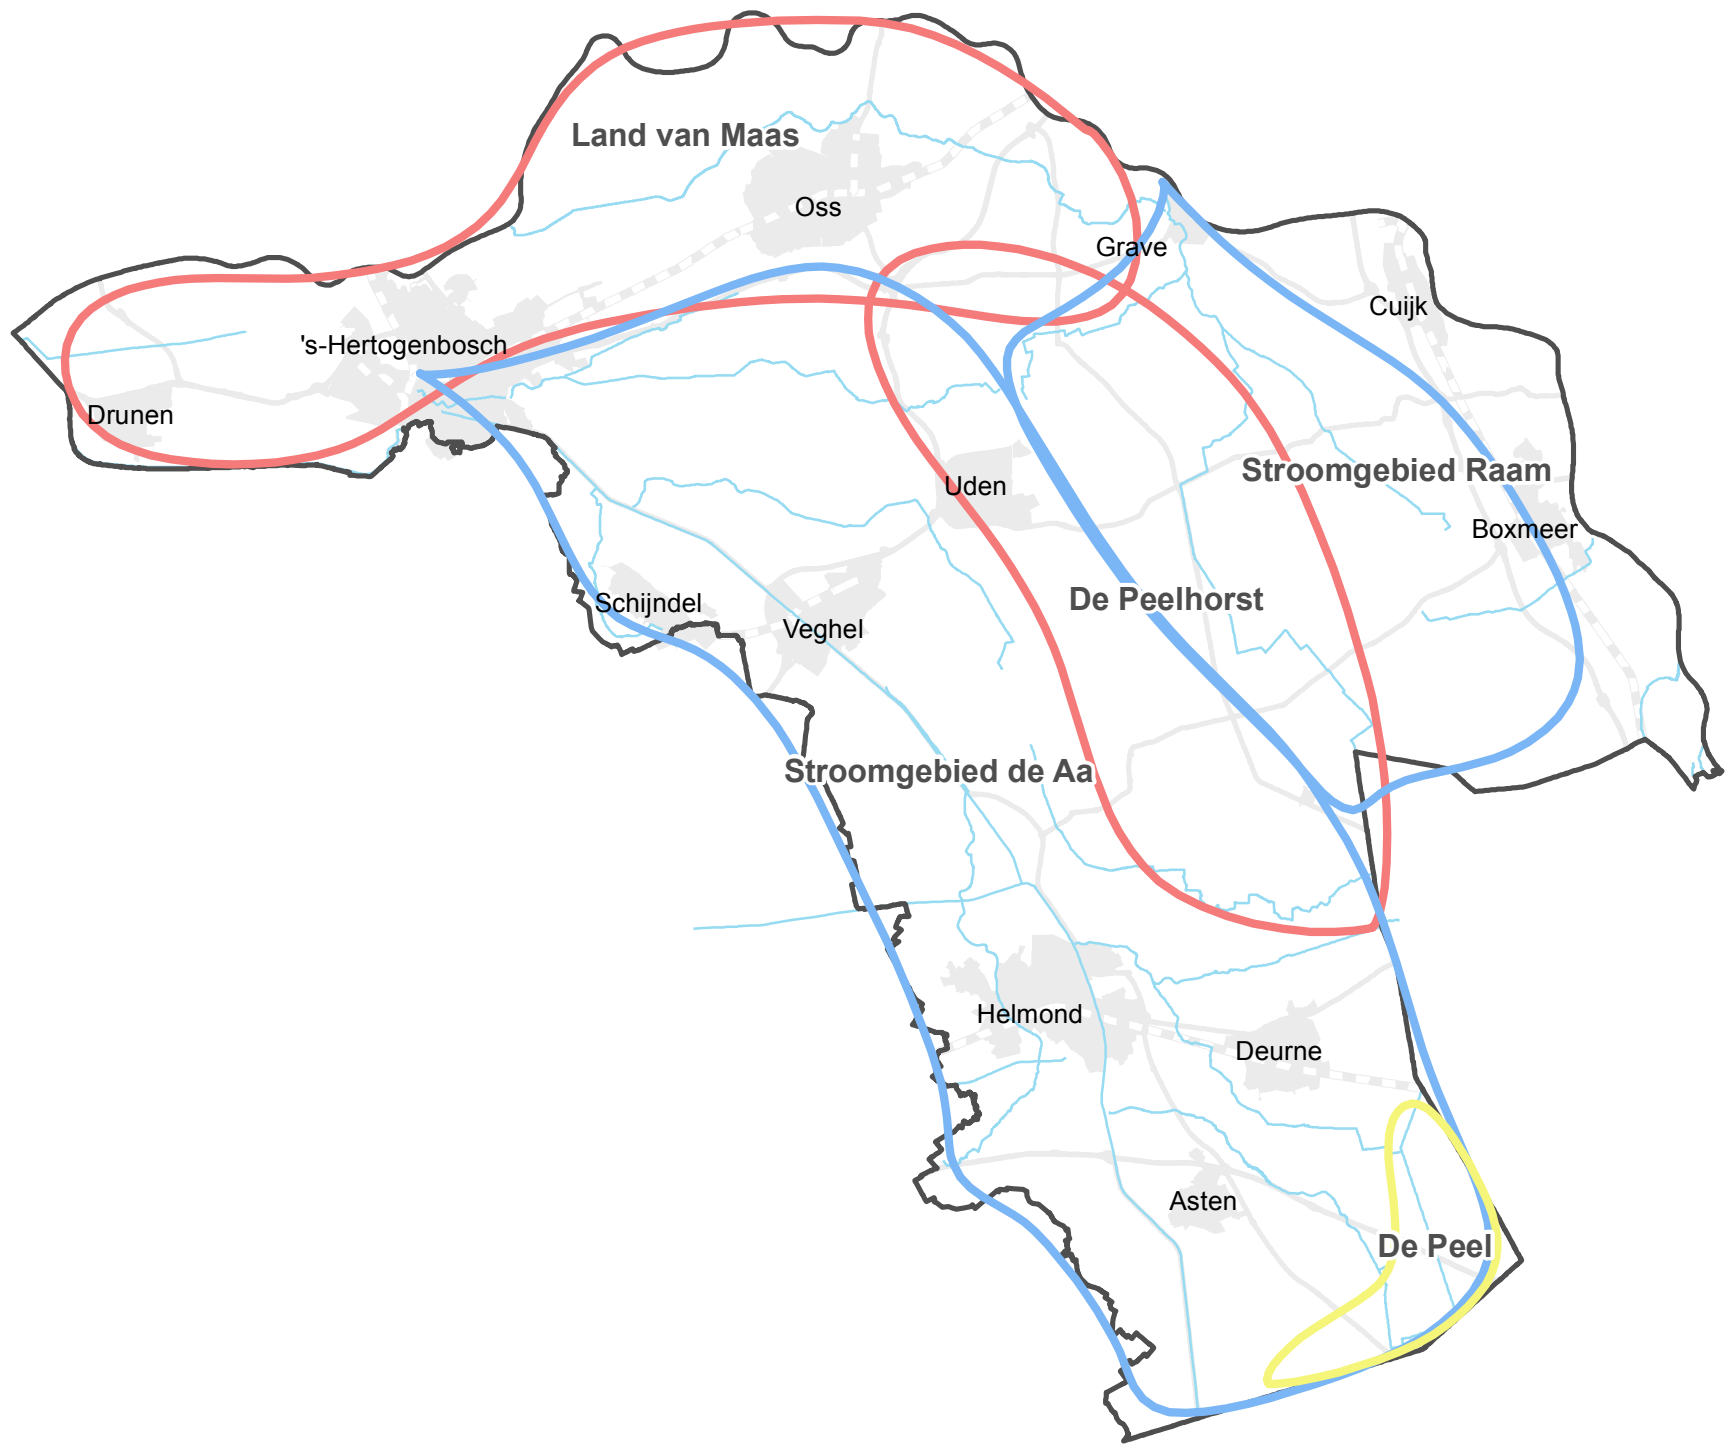 Land van Maas
Oss
Grave
Cuijk
's-Hertogenbosch
Drunen
Stroomgebied Raam
Uden
Boxmeer
De Peelhorst
Schijndel
Veghel
Stroomgebied de Aa
Helmond
Deurne
Asten
De Peel